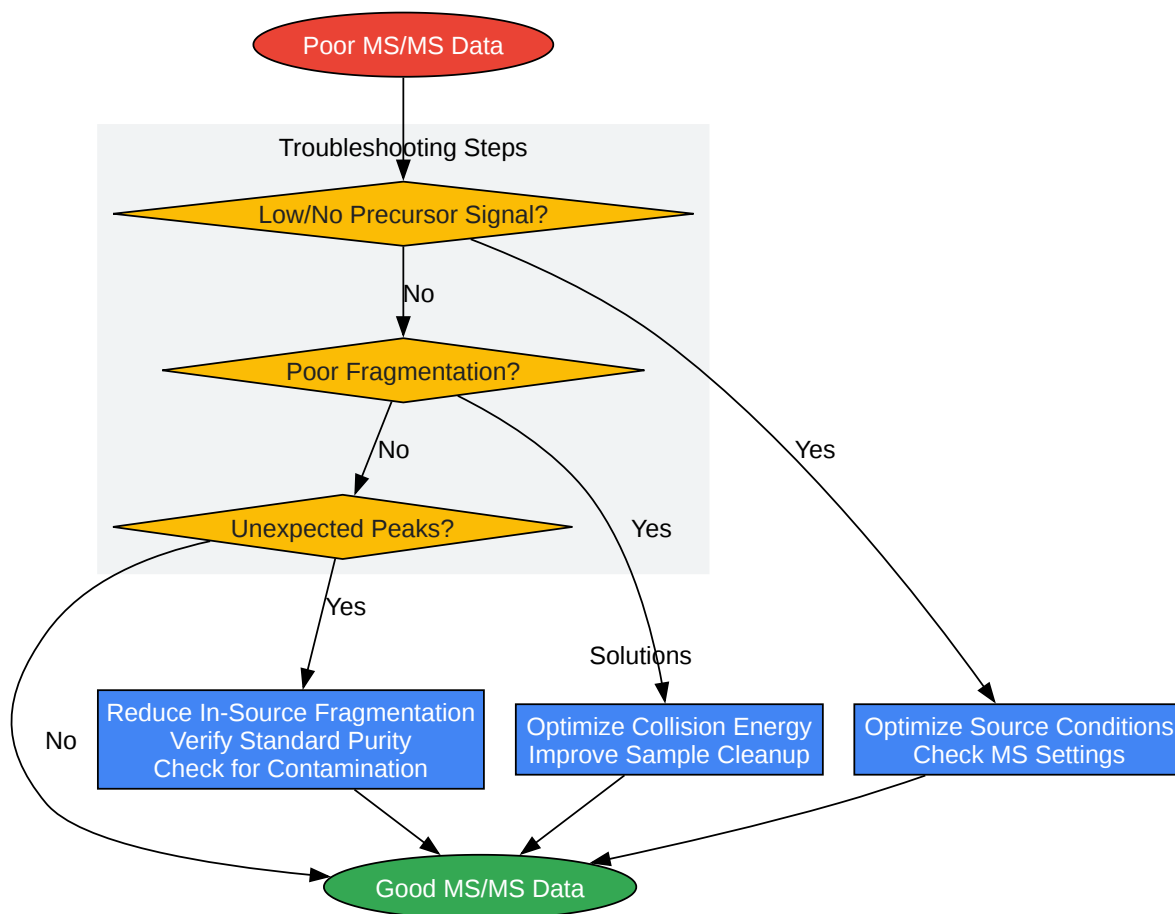 Poor MS/MS Data
Troubleshooting Steps
Low/No Precursor Signal?
No
Poor Fragmentation?
No
Yes
Unexpected Peaks?
Yes
Yes
Solutions
No
Reduce In-Source Fragmentation
Verify Standard Purity
Check for Contamination
Optimize Collision Energy
Improve Sample Cleanup
Optimize Source Conditions
Check MS Settings
Good MS/MS Data